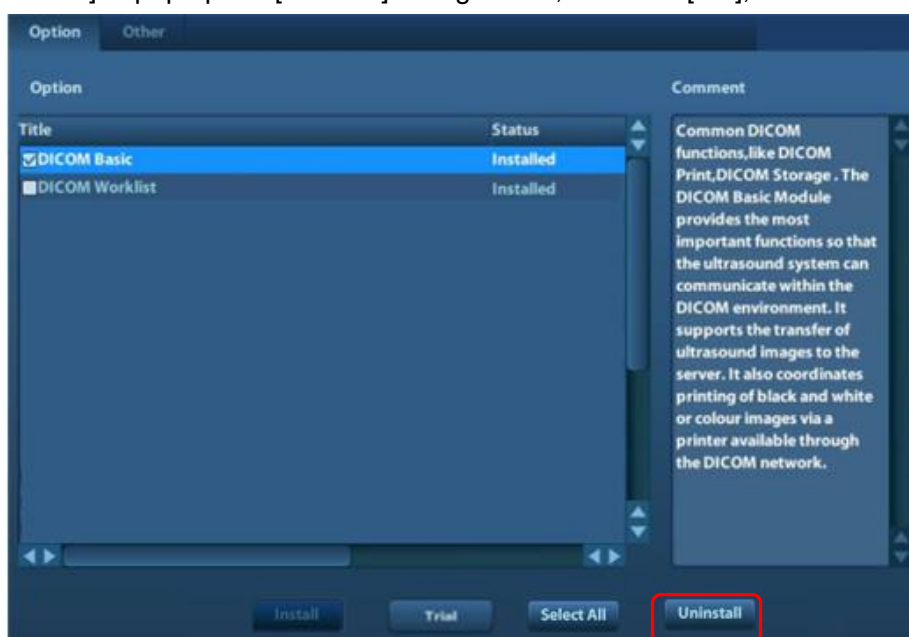 Option Other
Option Comment
Title Status
DICOM Basic Installed
DICOM Worklist Installed
Common DICOM
functions,like DICOM
Print,DICOM Storage . The
DICOM Basic Module
provides the most
important functions so that
the ultrasound system can
communicate within the
DICOM environment. It
supports the transfer of
ultrasound images to the
server. It also coordinates
printing of black and white
or colour images via a
printer available through
the DICOM network.
Install Trial Select All Uninstall